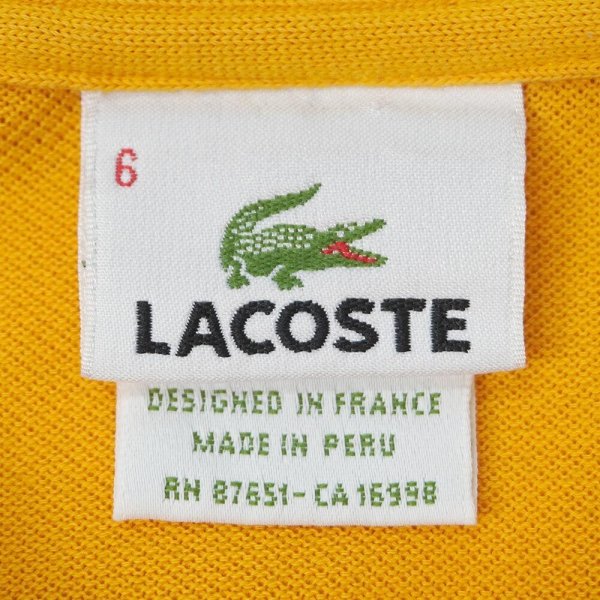 6
LACOSTE
DESIGNED IN FRANCE
MADE IN PERU
RN 87651-CA 16998